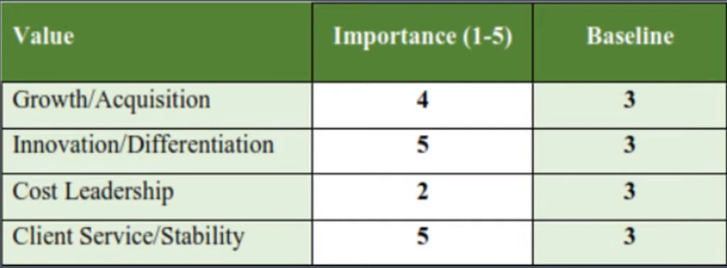 Value Importance (1-5) Baseline
Growth/Acquisition 4 3
Innovation/Differentiation 5 3
Cost Leadership 2 3
Client Service/Stability 5 3